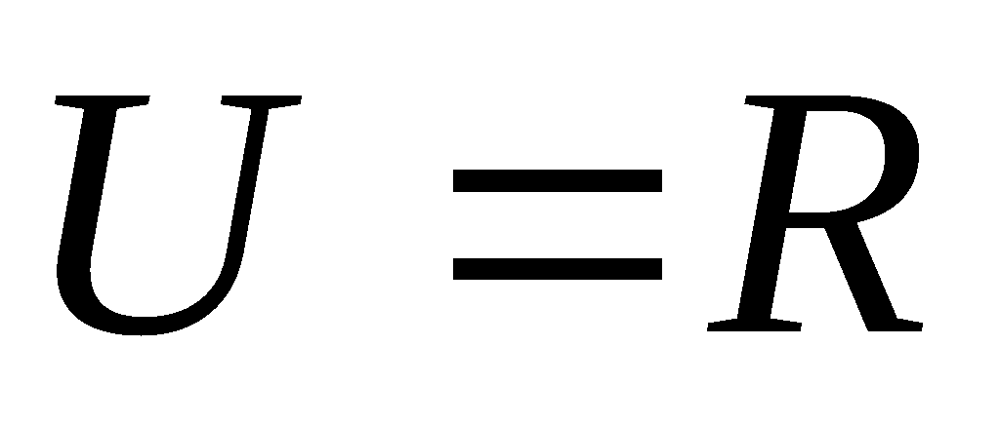 U = R